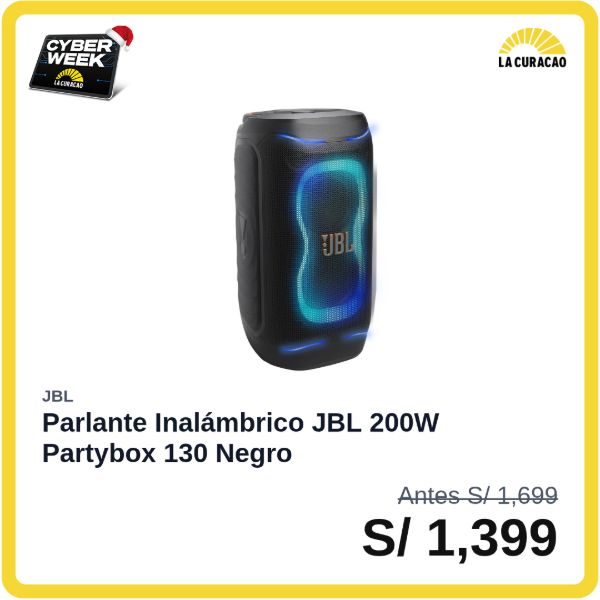 CYBER
WEEK
LA CURACAO
LA CURACAO
JBL
JBL
Parlante Inalámbrico JBL 200W
Partybox 130 Negro
Antes S/ 1,699
S/ 1,399